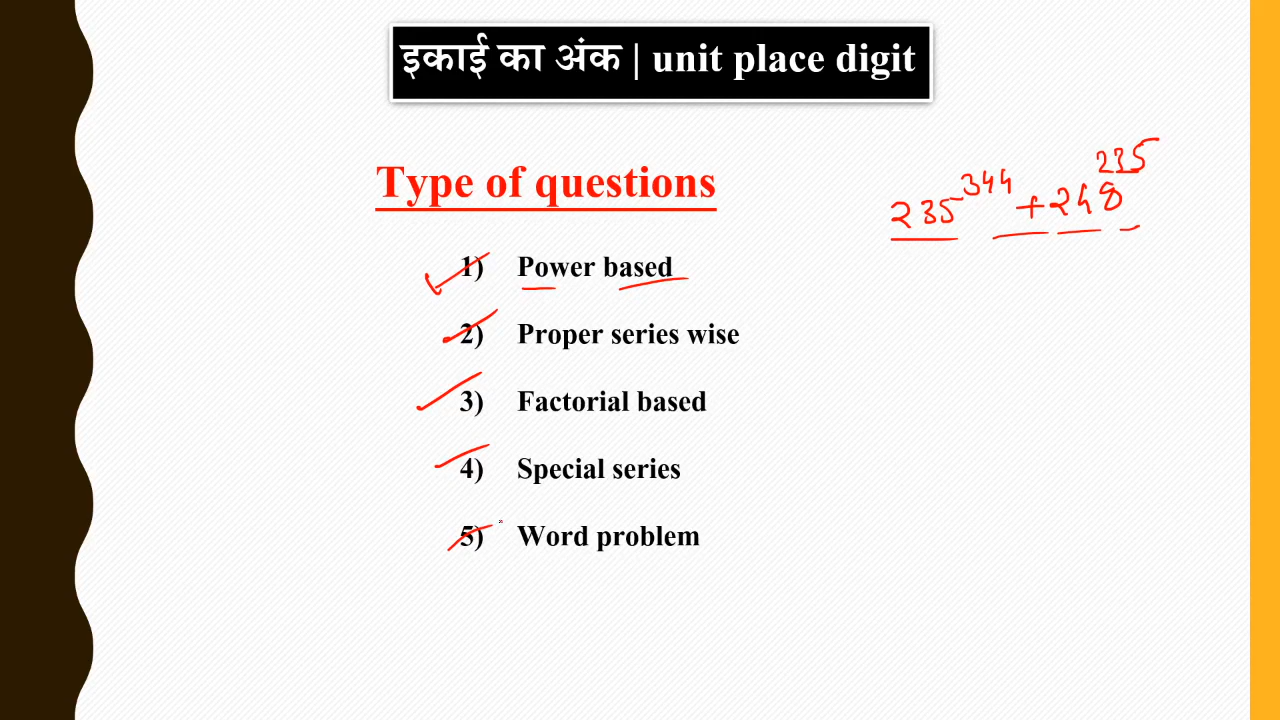 इकाई का अंक | unit place digit
Type of questions
235^344 + 248^235
1) Power based
2) Proper series wise
3) Factorial based
4) Special series
5) Word problem